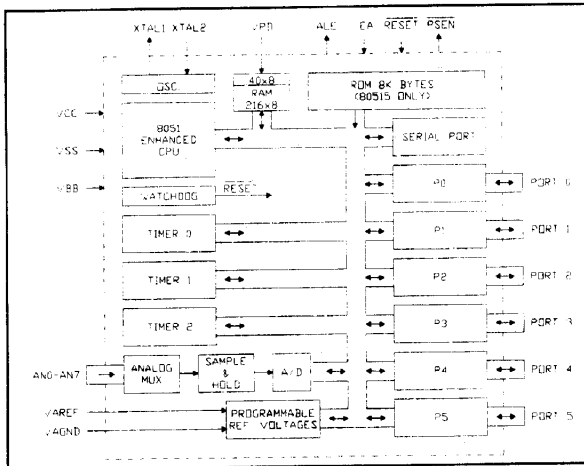 XTAL1 XTAL2 VPD ALE EA RESET PSEN
OSC.
40x8
RAM
216x8
ROM 8K BYTES
(80515 ONLY)
VCC
8051
ENHANCED
CPU
SERIAL PORT
VSS
VBB
WATCHDOG
RESET
P0
PORT 0
TIMER 0
P1
PORT 1
TIMER 1
P2
PORT 2
TIMER 2
P3
PORT 3
AN0-AN7
ANALOG
MUX
SAMPLE
&
HOLD
A/D
P4
PORT 4
VAREF
VAGND
PROGRAMMABLE
REF VOLTAGES
P5
PORT 5